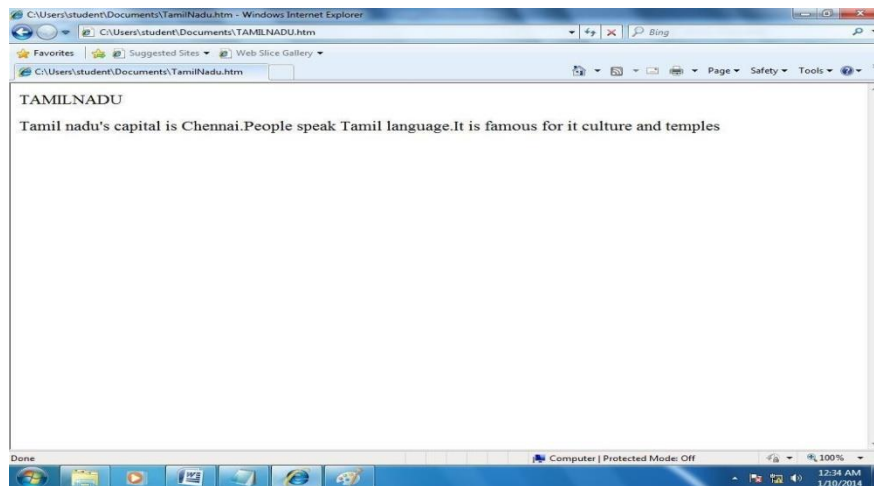 C:\Users\student\Documents\TamilNadu.htm - Windows Internet Explorer
C:\Users\student\Documents\TAMILNADU.htm
Bing
Favorites Suggested Sites Web Slice Gallery
C:\Users\student\Documents\TamilNadu.htm Page Safety Tools
TAMILNADU
Tamil nadu's capital is Chennai.People speak Tamil language.It is famous for it culture and temples
Done Computer | Protected Mode: Off 100%
12:34 AM
1/10/2014